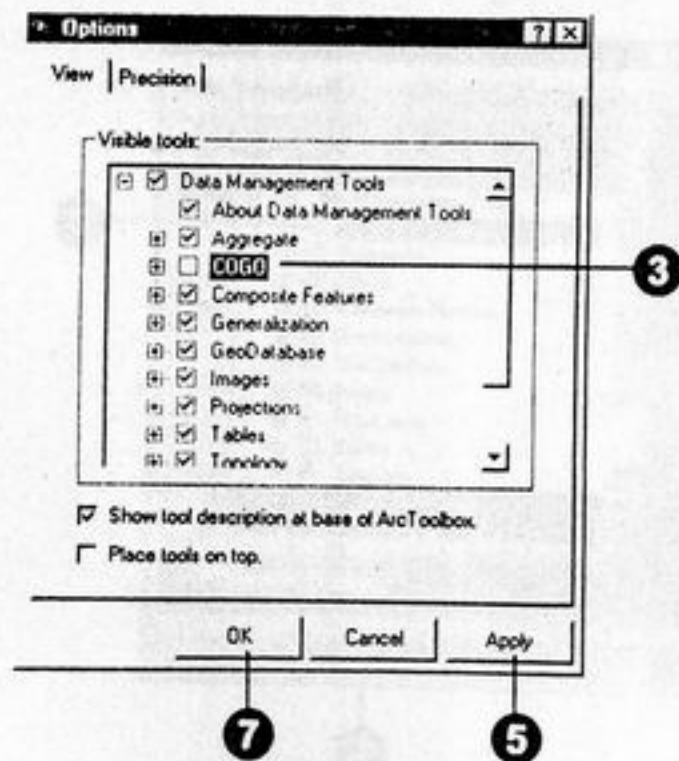 Options
View Precision
Visible tools:
Data Management Tools
About Data Management Tools
Aggregate
COGO
3
Composite Features
Generalization
GeoDatabase
Images
Projections
Tables
Topology
Show tool description at base of ArcToolbox.
Place tools on top.
OK Cancel Apply
7 5